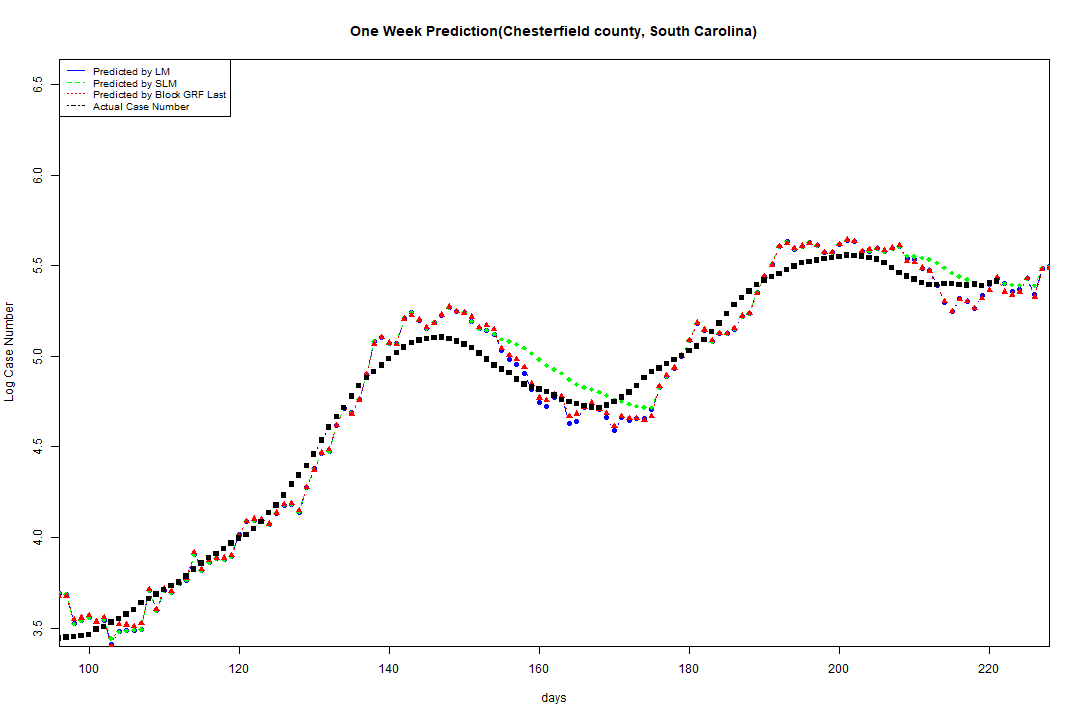 One Week Prediction(Chesterfield county, South Carolina)
Predicted by LM
Predicted by SLM
Predicted by Block GRF Last
Actual Case Number
6.5
6.0
5.5
5.0
4.5
4.0
3.5
Log Case Number
100 120 140 160 180 200 220
days